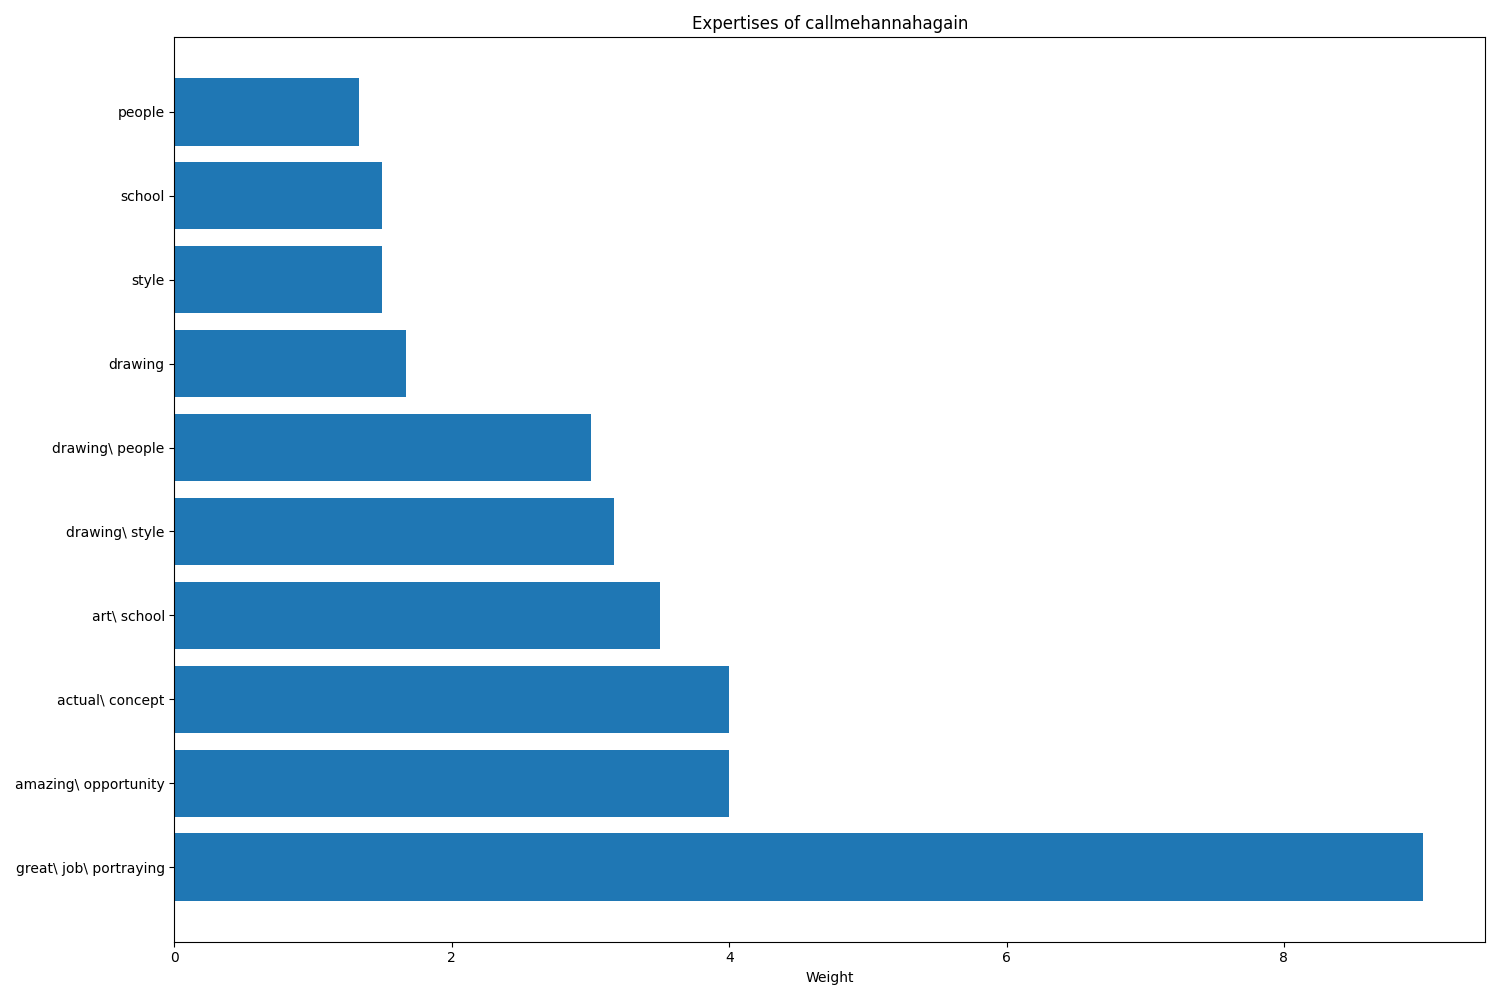 Expertises of callmehannahagain
people
school
style
drawing
drawing\ people
drawing\ style
art\ school
actual\ concept
amazing\ opportunity
great\ job\ portraying
0 2 4 6 8
Weight